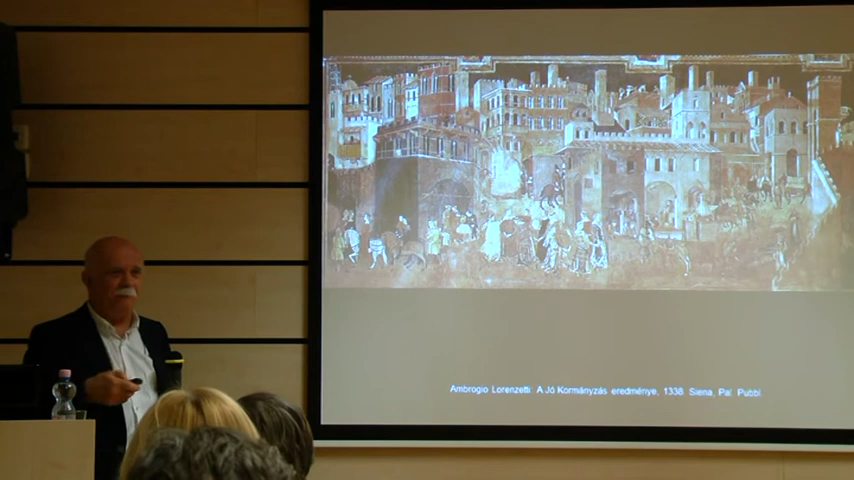 Ambrogio Lorenzetti: A Jó Kormányzás eredménye, 1338 Siena, Pal. Pubbl.